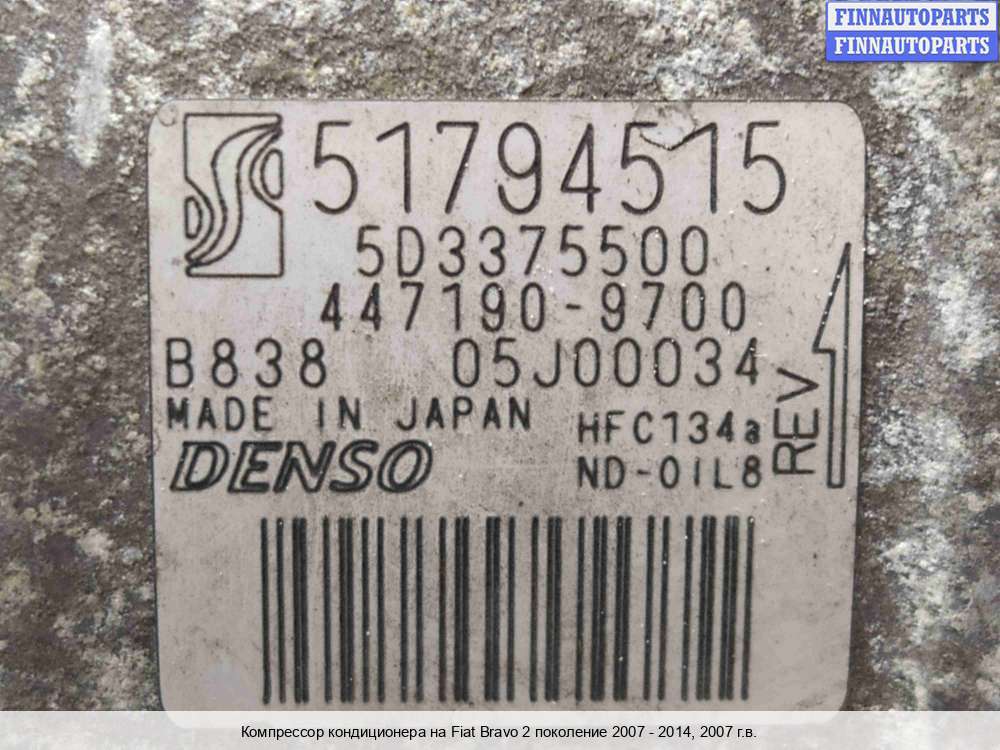 FINNAUTOPARTS
FINNAUTOPARTS
51794515
5D3375500
447190-9700
B838 05J00034
MADE IN JAPAN HFC134a
DENSO ND-OIL8
REV
Компрессор кондиционера на Fiat Bravo 2 поколение 2007 - 2014, 2007 г.в.